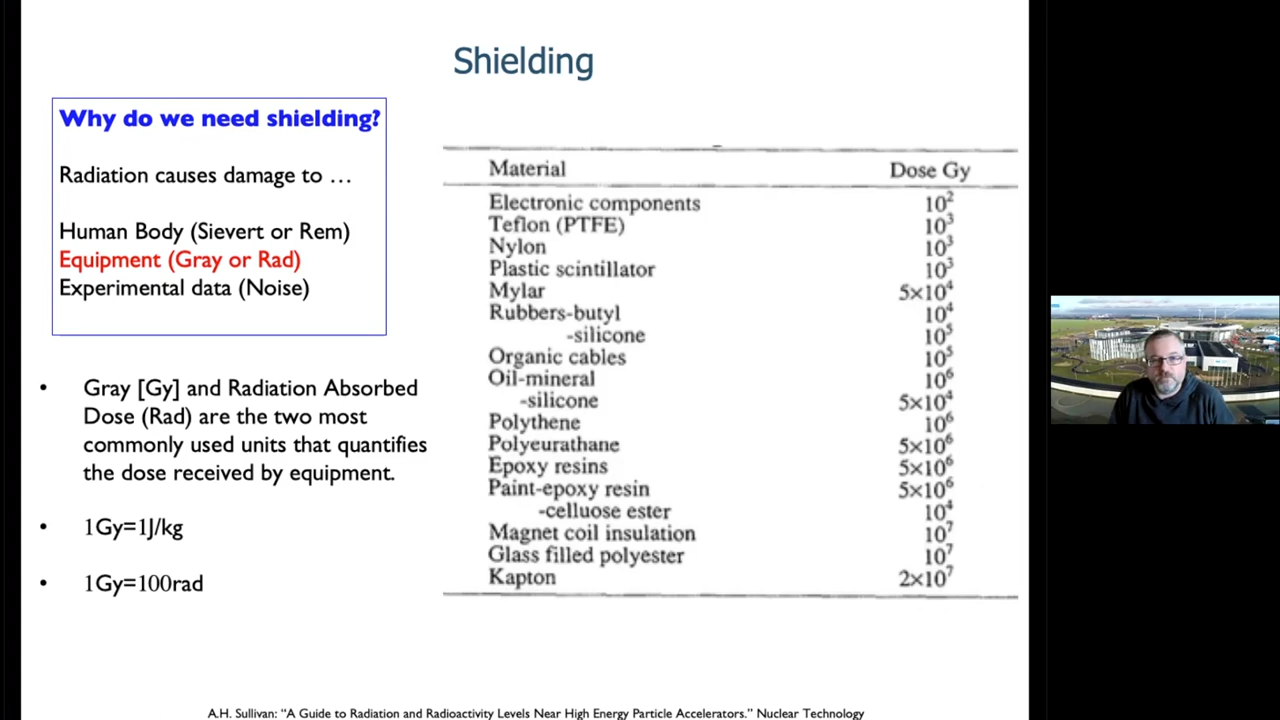 Shielding
Why do we need shielding?
Radiation causes damage to …
Human Body (Sievert or Rem)
Equipment (Gray or Rad)
Experimental data (Noise)
• Gray [Gy] and Radiation Absorbed
Dose (Rad) are the two most
commonly used units that quantifies
the dose received by equipment.
• 1Gy=1J/kg
• 1Gy=100rad
Material Dose Gy
Electronic components 10²
Teflon (PTFE) 10³
Nylon 10³
Plastic scintillator 10³
Mylar 5×10⁴
Rubbers-butyl 10⁴
-silicone 10⁵
Organic cables 10⁵
Oil-mineral 10⁶
-silicone 5×10⁴
Polythene 10⁶
Polyeurathane 5×10⁶
Epoxy resins 5×10⁶
Paint-epoxy resin 5×10⁶
-celluose ester 10⁴
Magnet coil insulation 10⁷
Glass filled polyester 10⁷
Kapton 2×10⁷
A.H. Sullivan: “A Guide to Radiation and Radioactivity Levels Near High Energy Particle Accelerators.” Nuclear Technology